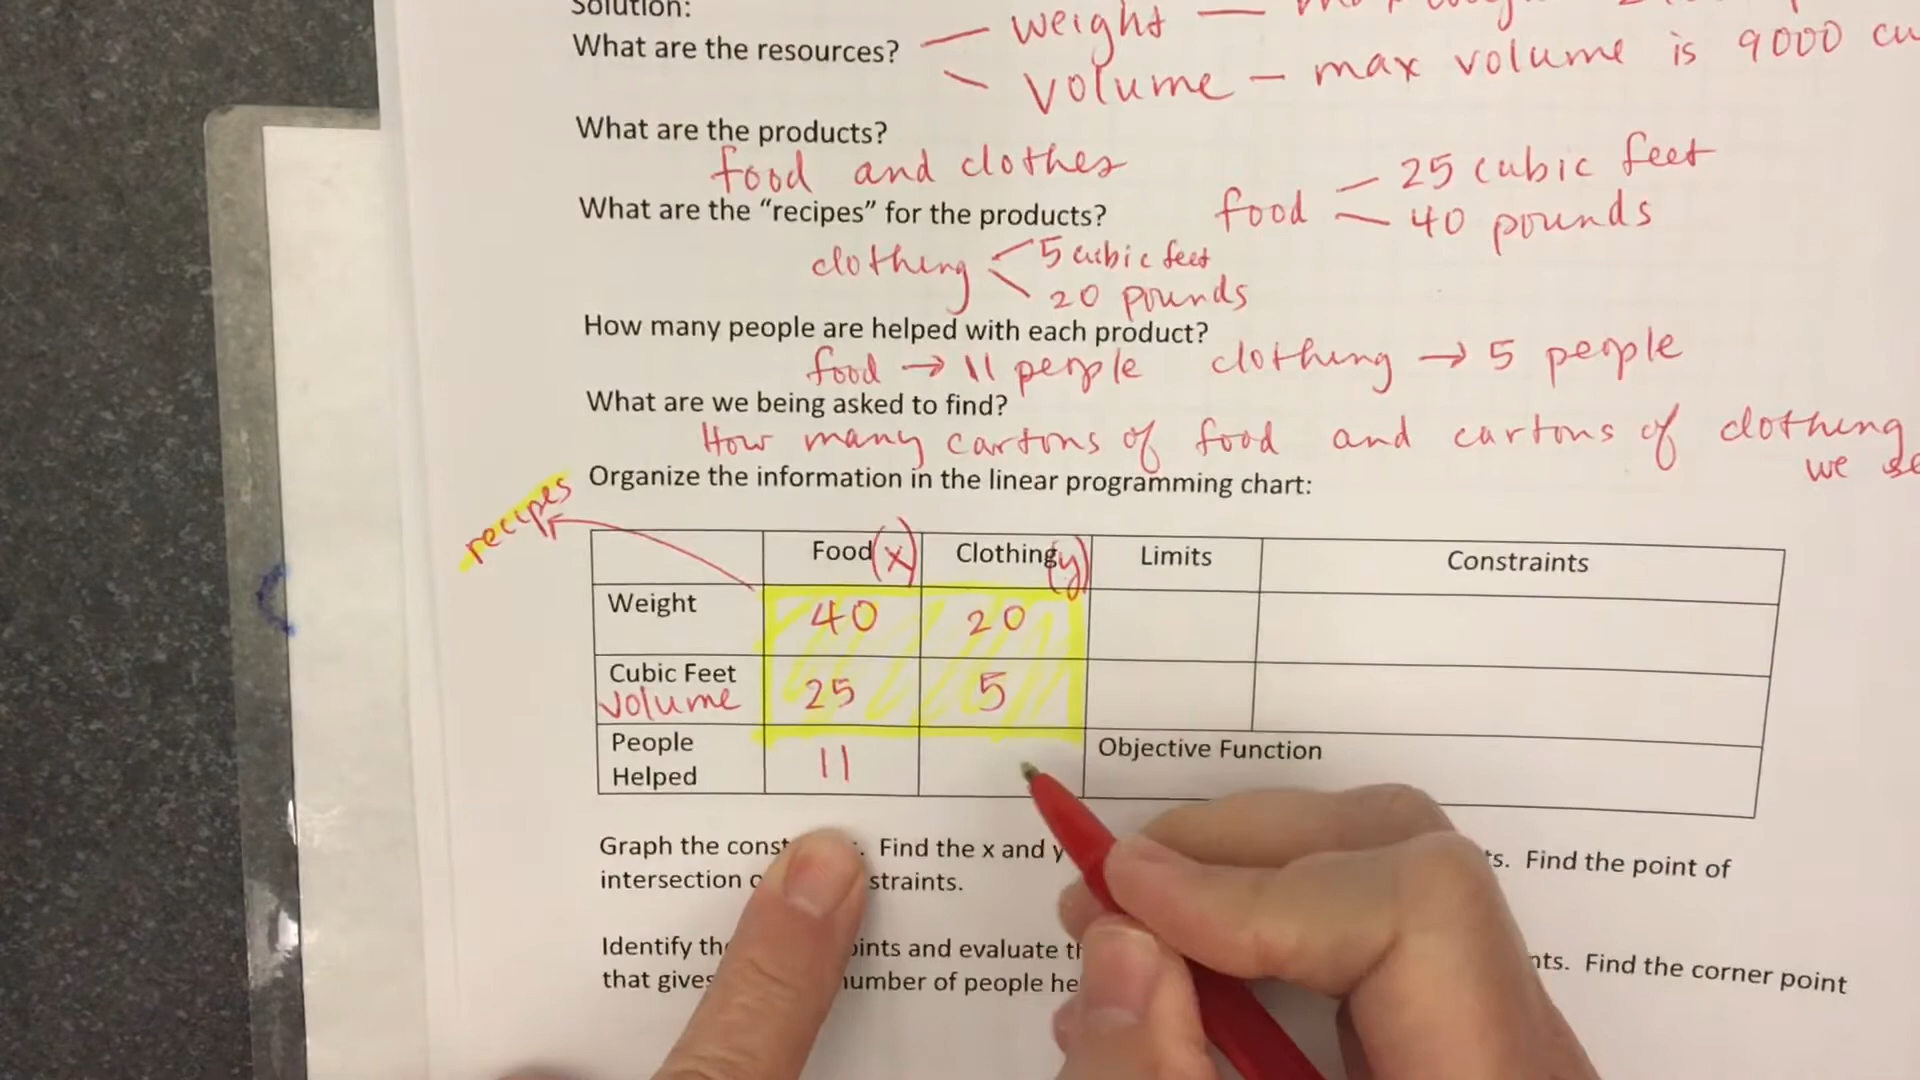 Solution:
What are the resources? — weight —
volume — max volume is 9000 cu
What are the products?
food and clothes
What are the "recipes" for the products?
food 25 cubic feet
40 pounds
clothing 5 cubic feet
20 pounds
How many people are helped with each product?
food → 11 people clothing → 5 people
What are we being asked to find?
How many cartons of food and cartons of clothing
we se
Organize the information in the linear programming chart:
recipes
Food (x) Clothing (y) Limits Constraints
Weight 40 20
Cubic Feet
volume 25 5
People
Helped 11 Objective Function
Graph the const Find the x and y ts. Find the point of
intersection straints.
Identify th oints and evaluate th nts. Find the corner point
that gives number of people he